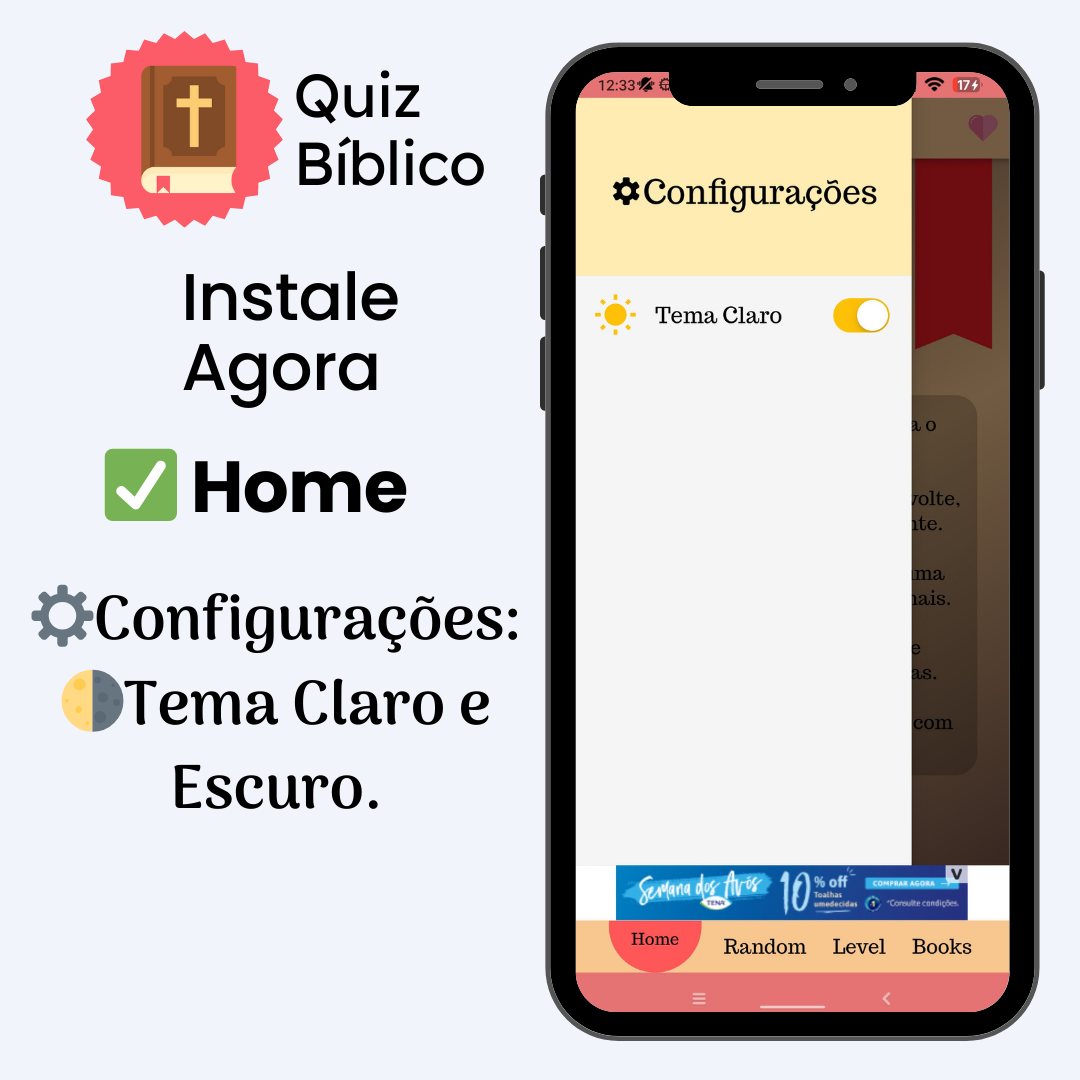 Quiz
Bíblico
Instale
Agora
✅ Home
⚙Configurações:
🌗Tema Claro e
Escuro.
12:33
17
Configurações
Tema Claro
a o
volte,
nte.
ma
nais.
e
as.
com
Semana dos Avós
TENA
10% off
Toalhas
umedecidas
COMPRAR AGORA
*Consulte condições.
V
Home Random Level Books